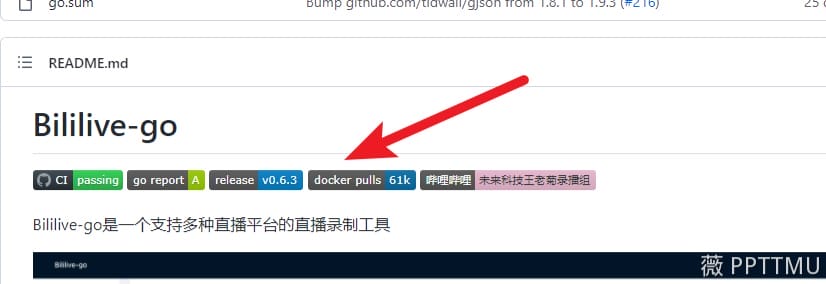 go.sum
Bump github.com/tidwall/gjson from 1.8.1 to 1.9.3 (#216)
25 d
README.md
Bililive-go
CI passing go report A release v0.6.3 docker pulls 61k 哔哩哔哩 未来科技王老菊录播组
Bililive-go是一个支持多种直播平台的直播录制工具
Bililive-go
薇 PPTTMU